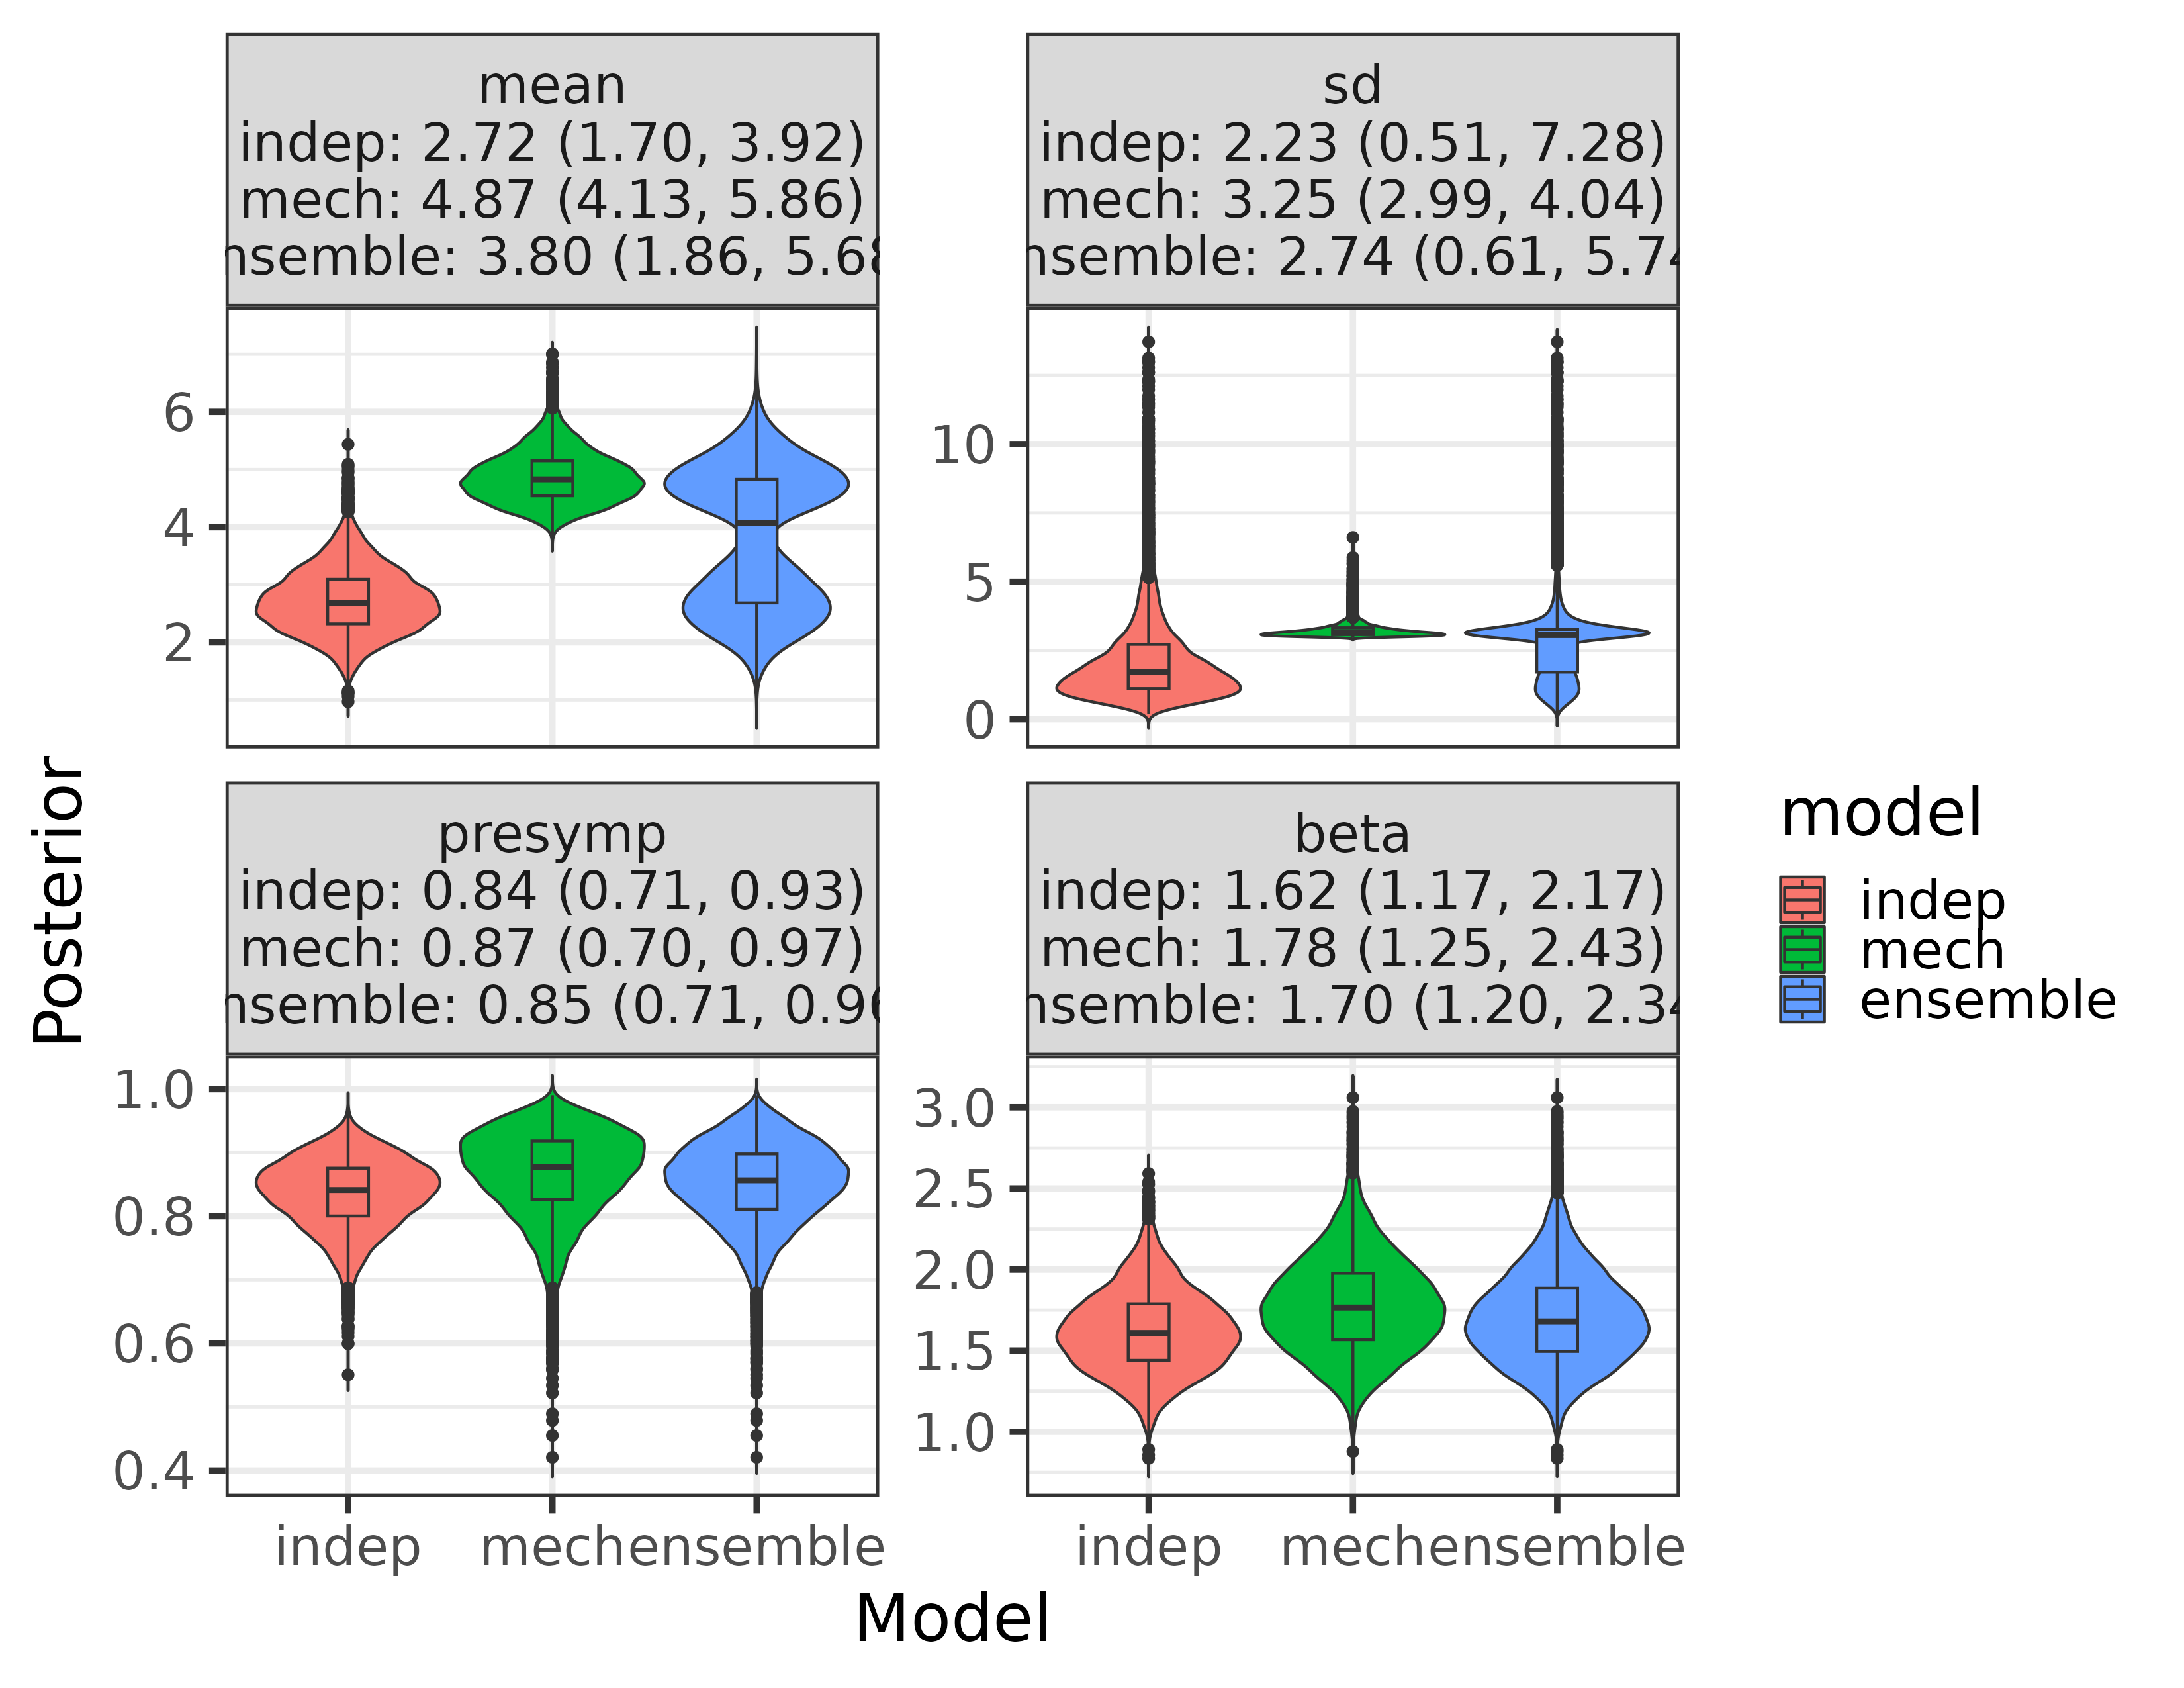 mean
indep: 2.72 (1.70, 3.92)
mech: 4.87 (4.13, 5.86)
nsemble: 3.80 (1.86, 5.68
sd
indep: 2.23 (0.51, 7.28)
mech: 3.25 (2.99, 4.04)
nsemble: 2.74 (0.61, 5.74
6
4
2
10
5
0
Posterior
presymp
indep: 0.84 (0.71, 0.93)
mech: 0.87 (0.70, 0.97)
nsemble: 0.85 (0.71, 0.96
beta
indep: 1.62 (1.17, 2.17)
mech: 1.78 (1.25, 2.43)
nsemble: 1.70 (1.20, 2.34
1.0
0.8
0.6
0.4
3.0
2.5
2.0
1.5
1.0
indep mech ensemble
indep mech ensemble
Model
model
indep
mech
ensemble